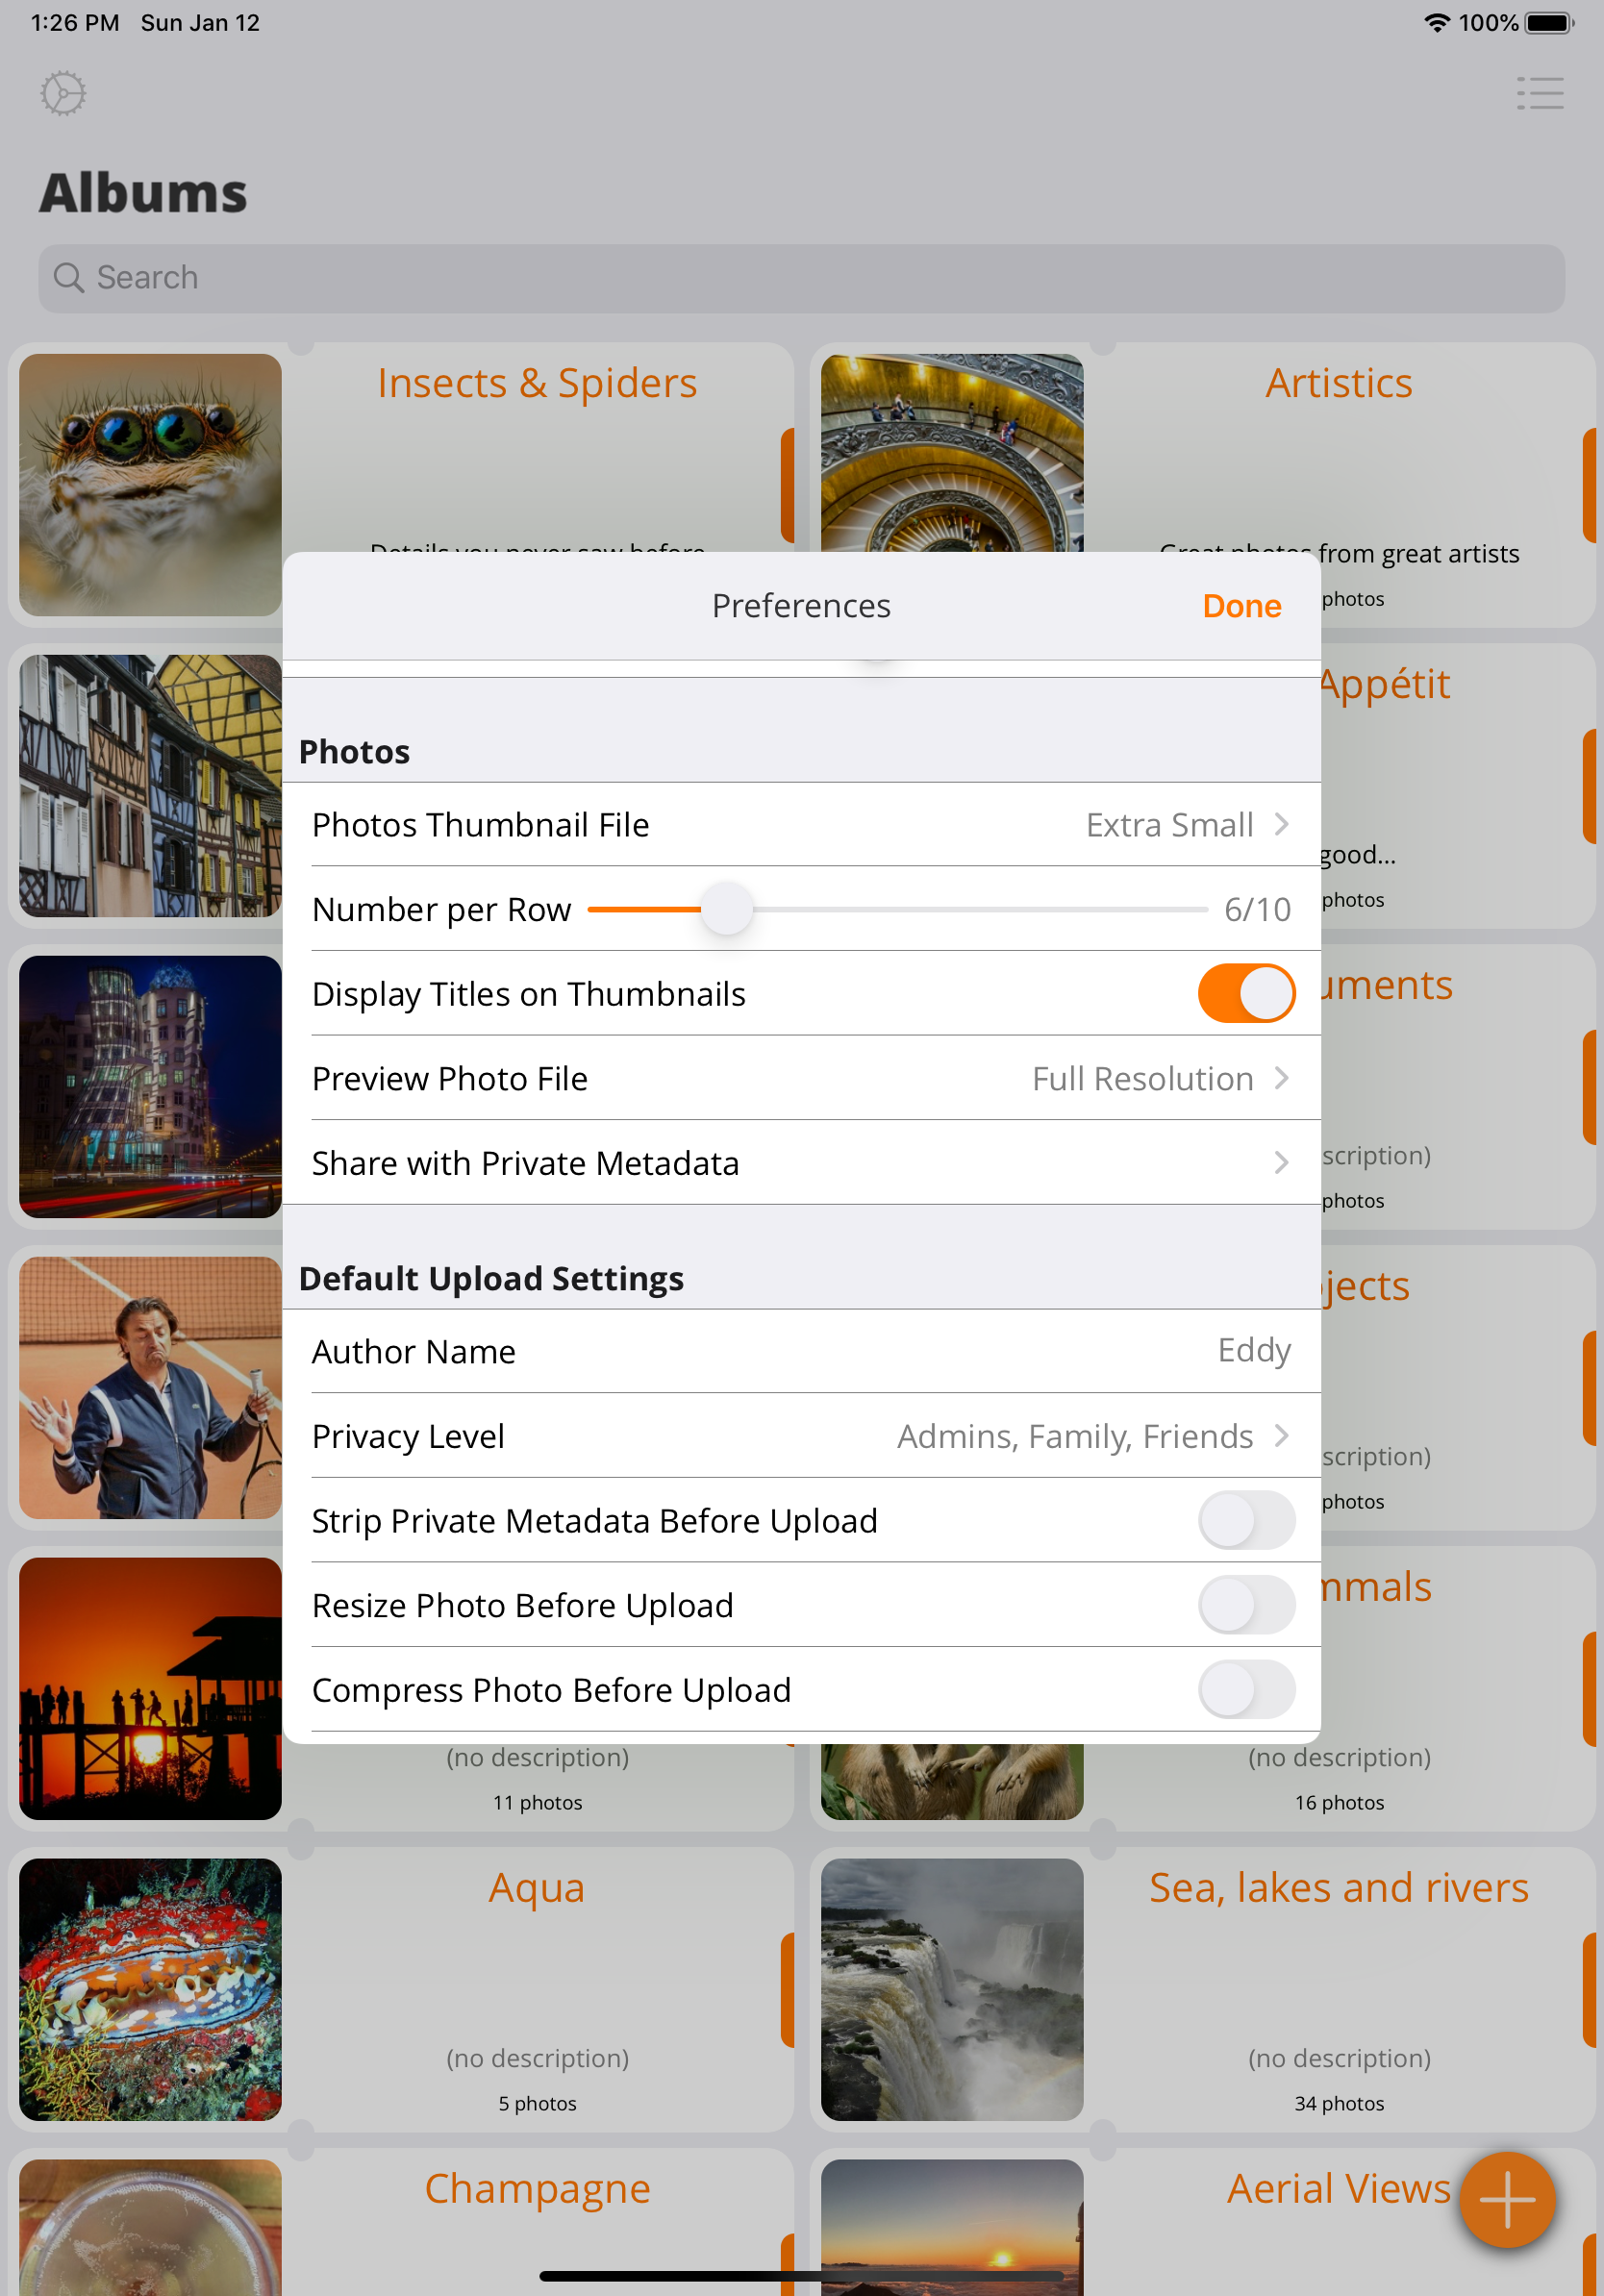 1:26 PM Sun Jan 12
100%
Albums
Search
Insects & Spiders
Artistics
Great photos from great artists
photos
Preferences
Done
Photos
Photos Thumbnail File Extra Small
Number per Row 6/10
Display Titles on Thumbnails
Preview Photo File Full Resolution
Share with Private Metadata
Default Upload Settings
Author Name Eddy
Privacy Level Admins, Family, Friends
Strip Private Metadata Before Upload
Resize Photo Before Upload
Compress Photo Before Upload
Appétit
good...
photos
photos
photos
(no description)
11 photos
(no description)
16 photos
Aqua
(no description)
5 photos
Sea, lakes and rivers
(no description)
34 photos
Champagne
Aerial Views